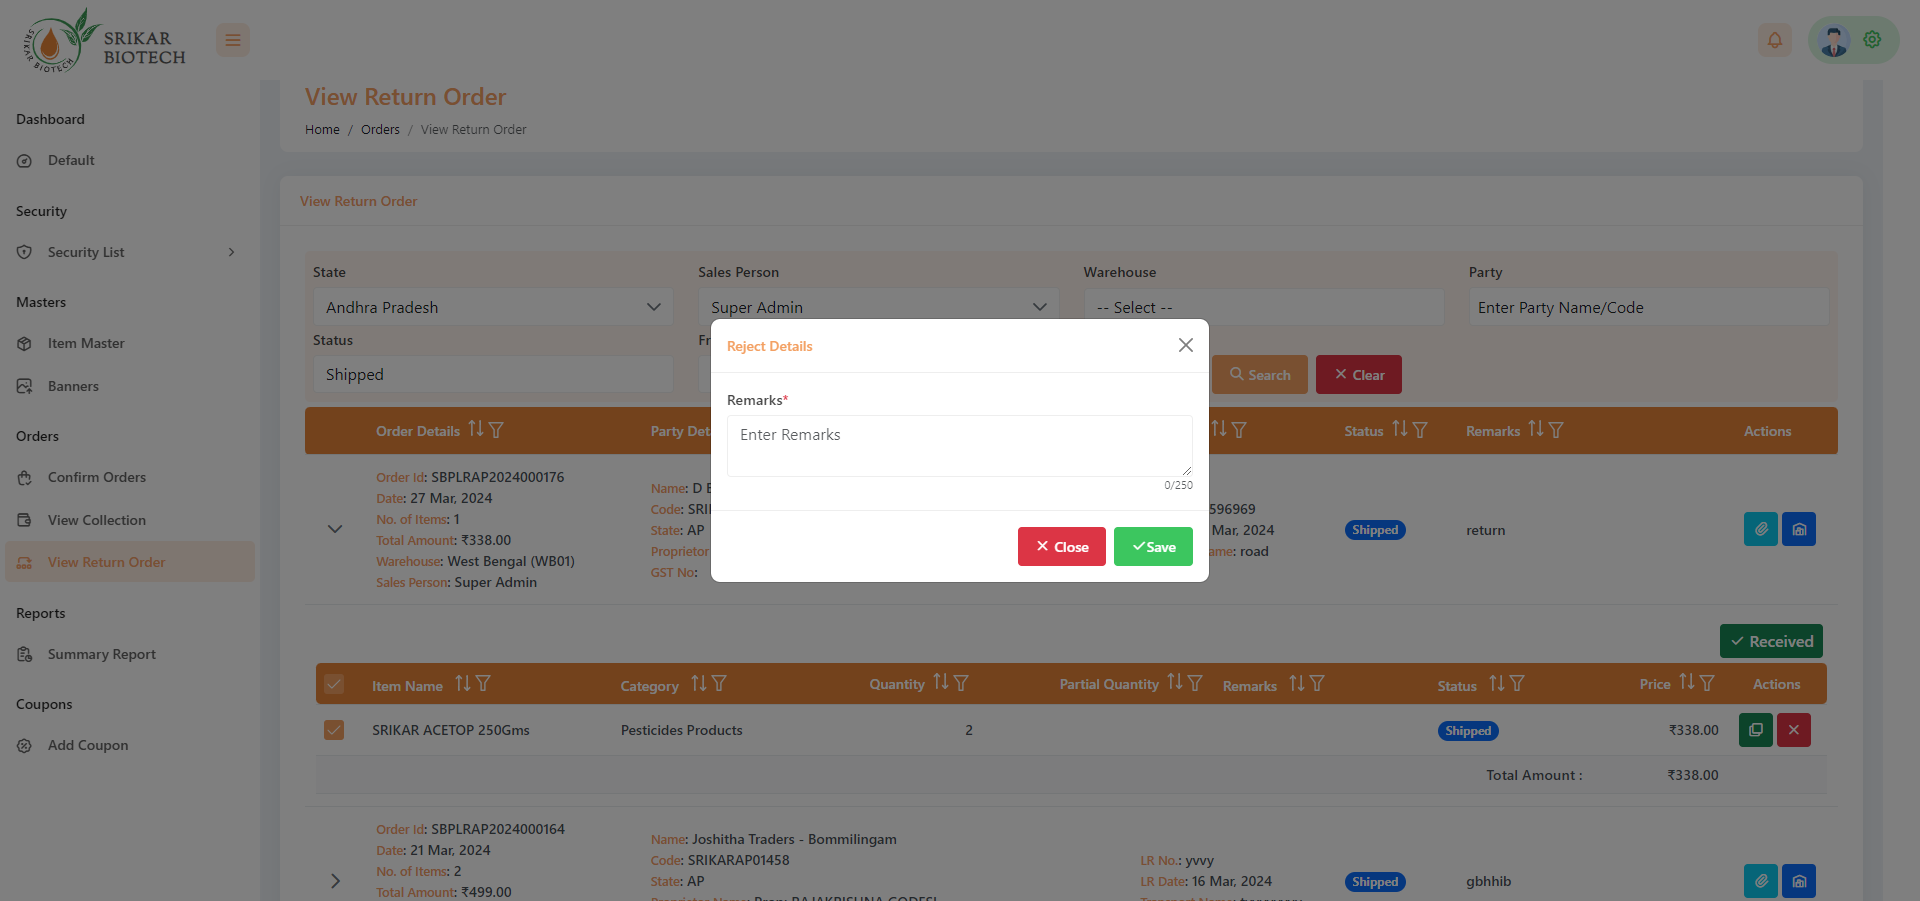 SRIKAR BIOTECH
SRIKAR
BIOTECH
View Return Order
Home / Orders / View Return Order
Dashboard
Default
Security
Security List
Masters
Item Master
Banners
Orders
Confirm Orders
View Collection
View Return Order
Reports
Summary Report
Coupons
Add Coupon
View Return Order
State
Sales Person
Warehouse
Party
Andhra Pradesh
Super Admin
-- Select --
Enter Party Name/Code
Status
Fr
Shipped
Search
Clear
Reject Details
Remarks*
Enter Remarks
0/250
Close
Save
Order Details
Party Det
Status
Remarks
Actions
Order Id: SBPLRAP2024000176
Date: 27 Mar, 2024
No. of Items: 1
Total Amount: ₹338.00
Warehouse: West Bengal (WB01)
Sales Person: Super Admin
Name: D
Code: SRI
State: AP
Proprietor
GST No:
596969
Mar, 2024
ame: road
Shipped
return
Received
Item Name
Category
Quantity
Partial Quantity
Remarks
Status
Price
Actions
SRIKAR ACETOP 250Gms
Pesticides Products
2
Shipped
₹338.00
Total Amount :
₹338.00
Order Id: SBPLRAP2024000164
Date: 21 Mar, 2024
No. of Items: 2
Total Amount: ₹499.00
Name: Joshitha Traders - Bommilingam
Code: SRIKARAP01458
State: AP
LR No.: yvvy
LR Date: 16 Mar, 2024
Shipped
gbhhib